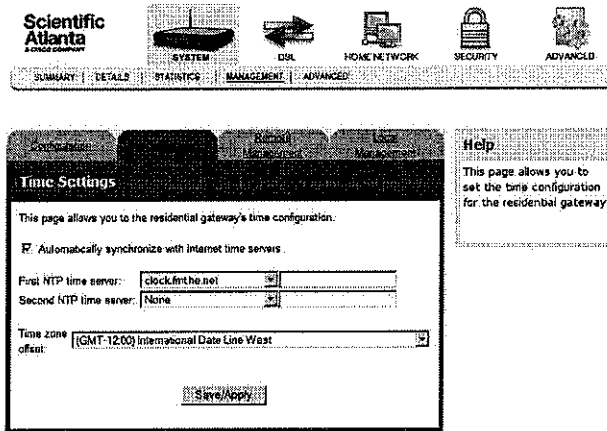 Scientific
Atlanta
A CISCO COMPANY
SYSTEM
DSL
HOME NETWORK
SECURITY
ADVANCED
SUMMARY | DETAILS | STATISTICS | MANAGEMENT | ADVANCED
Remote
Management
Local
Management
Time Settings
This page allows you to the residential gateway's time configuration.
Automatically synchronize with Internet time servers
First NTP time server: clock.fmt.he.net
Second NTP time server: None
Time zone
offset: (GMT-12:00) International Date Line West
Save/Apply
Help
This page allows you to
set the time configuration
for the residential gateway